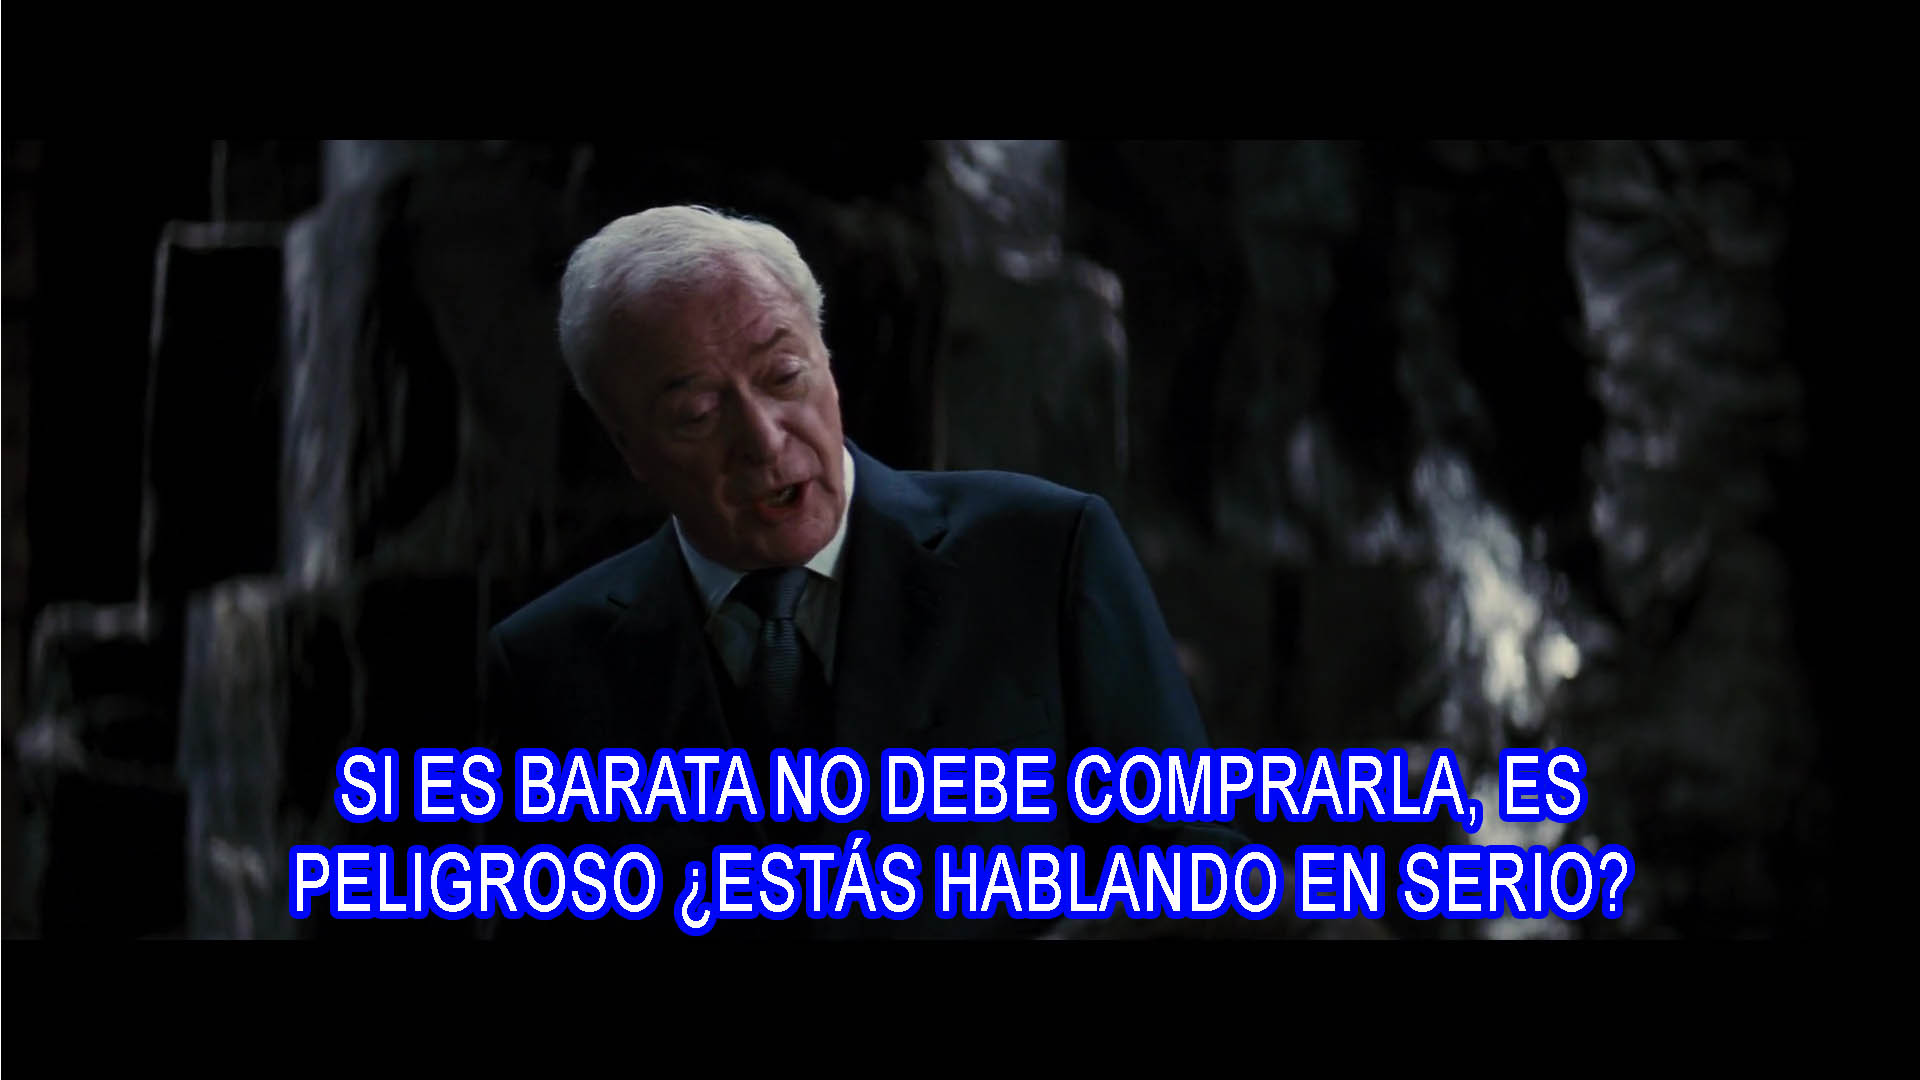 SI ES BARATA NO DEBE COMPRARLA, ES
PELIGROSO ¿ESTÁS HABLANDO EN SERIO?